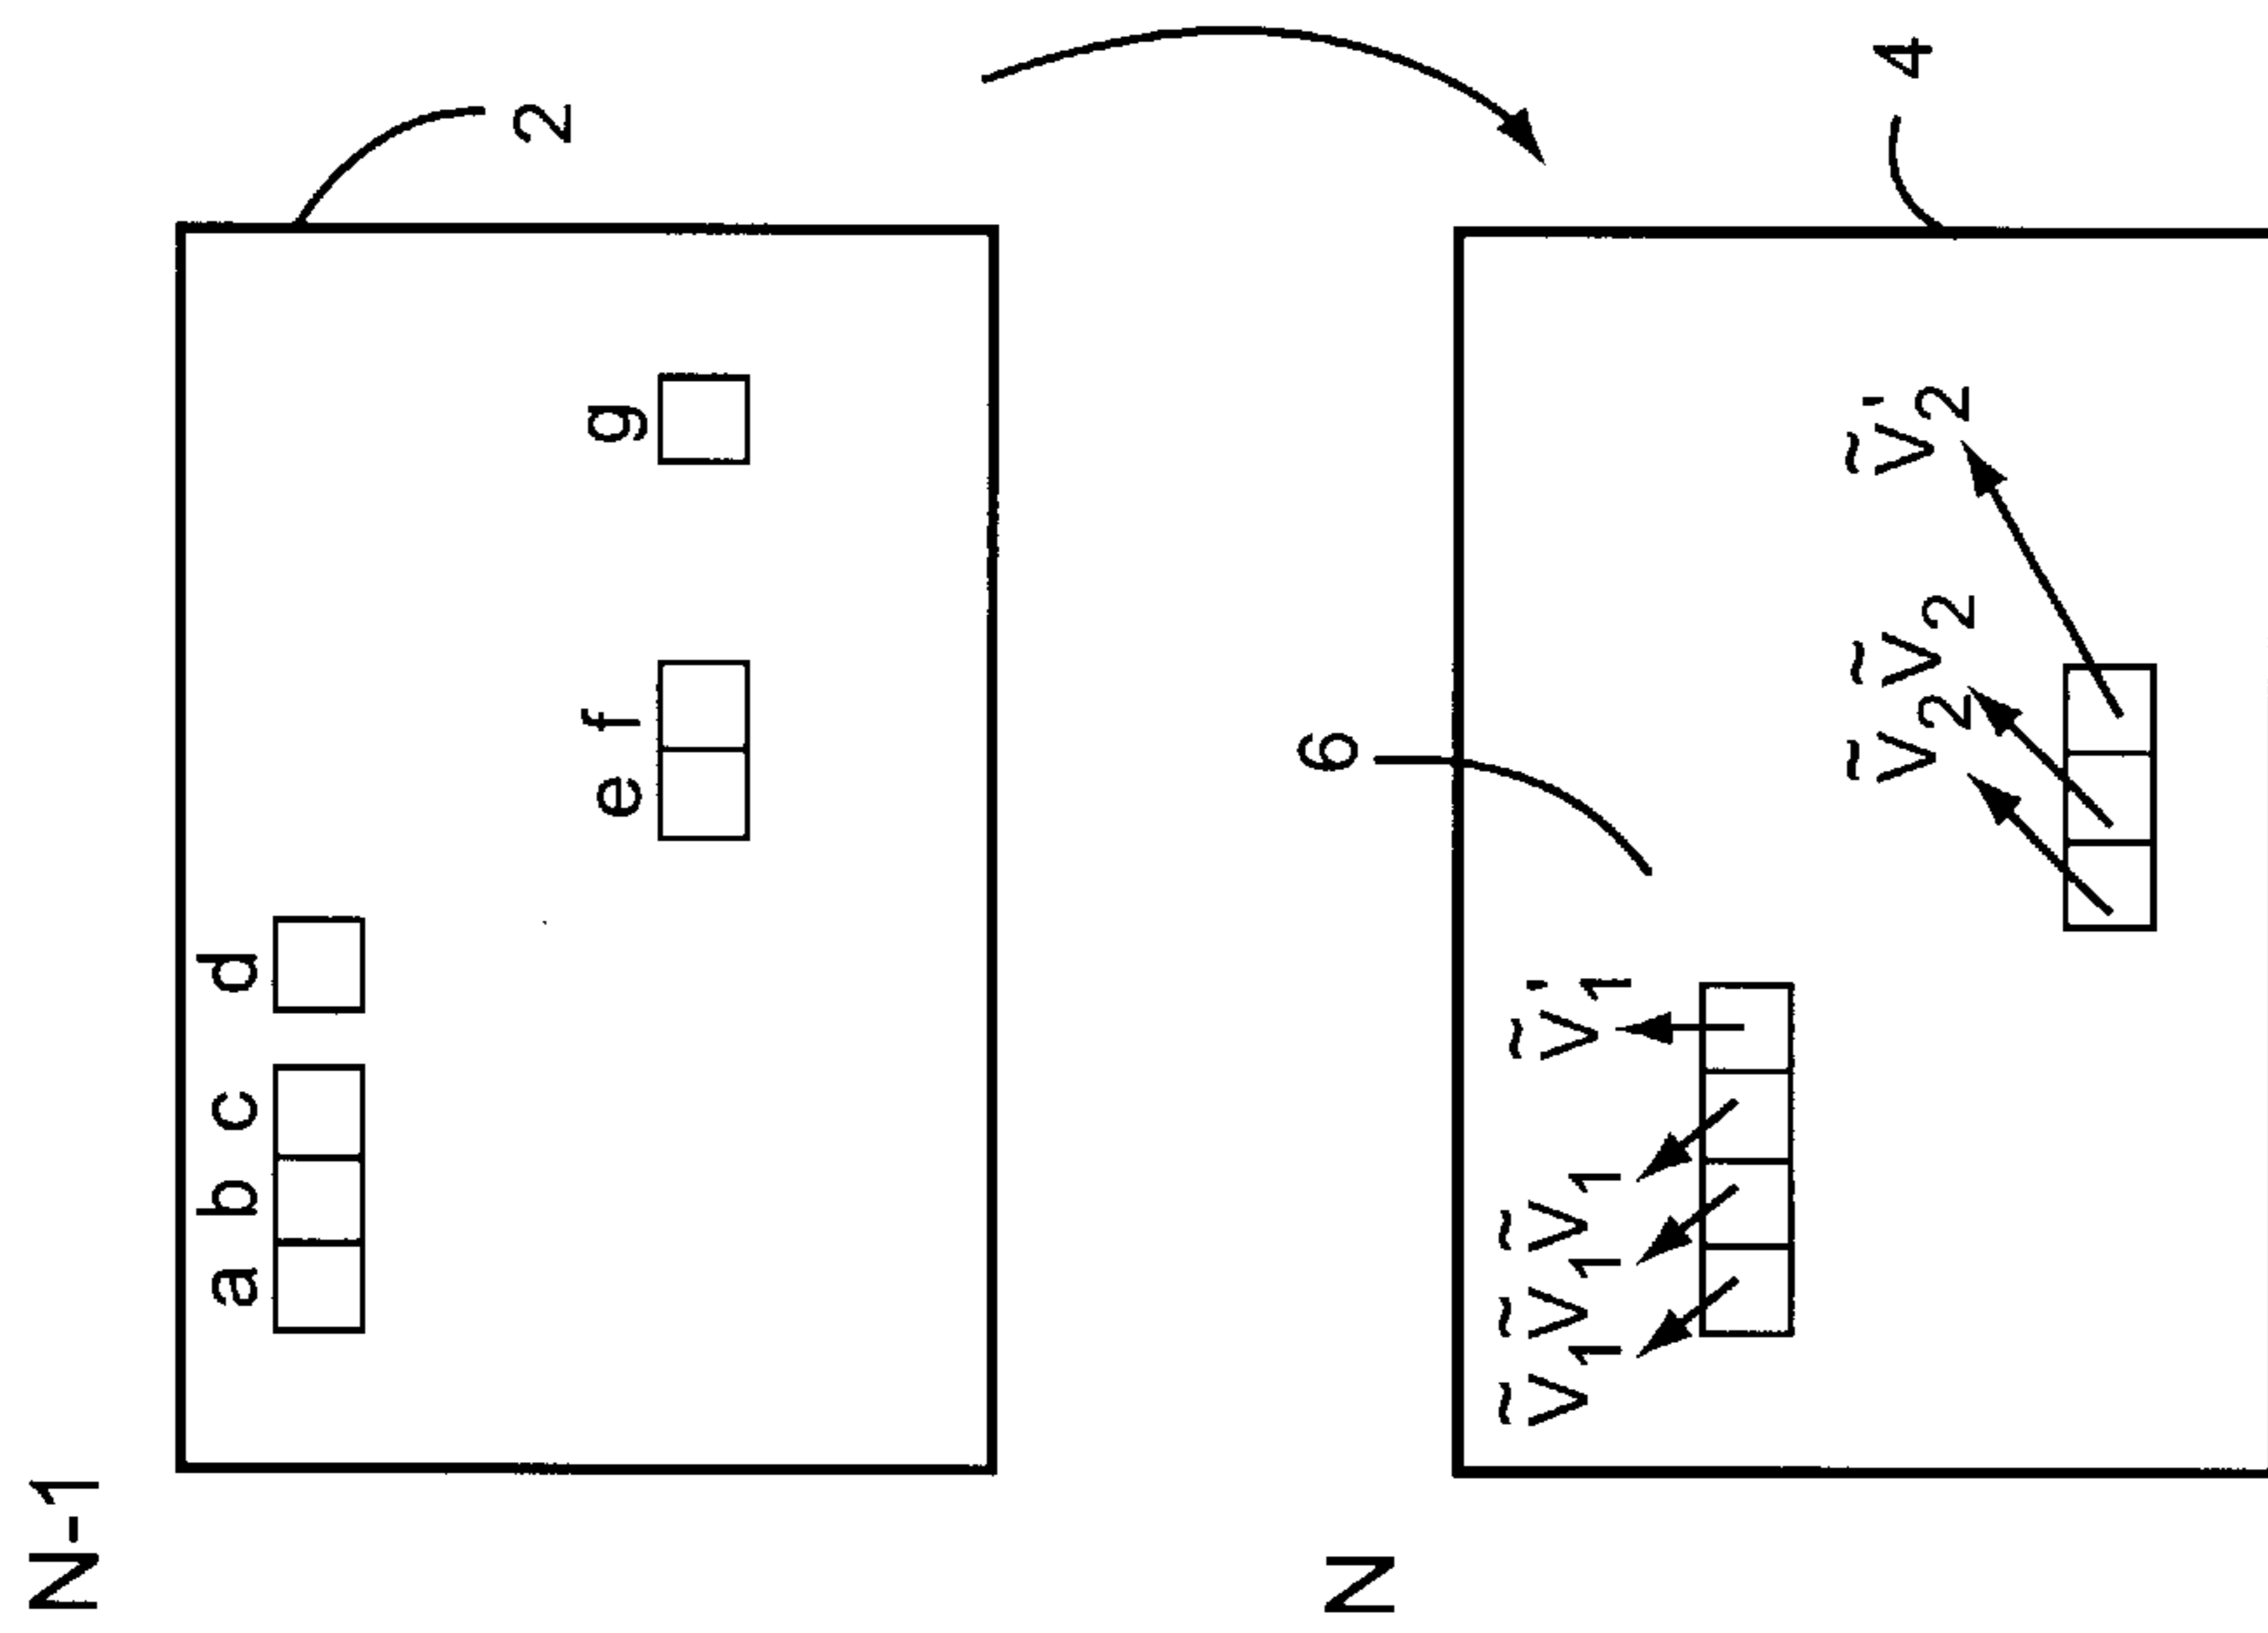 N-1
a b c d
2
e f g
6
N
ṽ₁ ṽ₁ ṽ₁ ṽ'₁
4
ṽ₂ ṽ₂ ṽ'₂